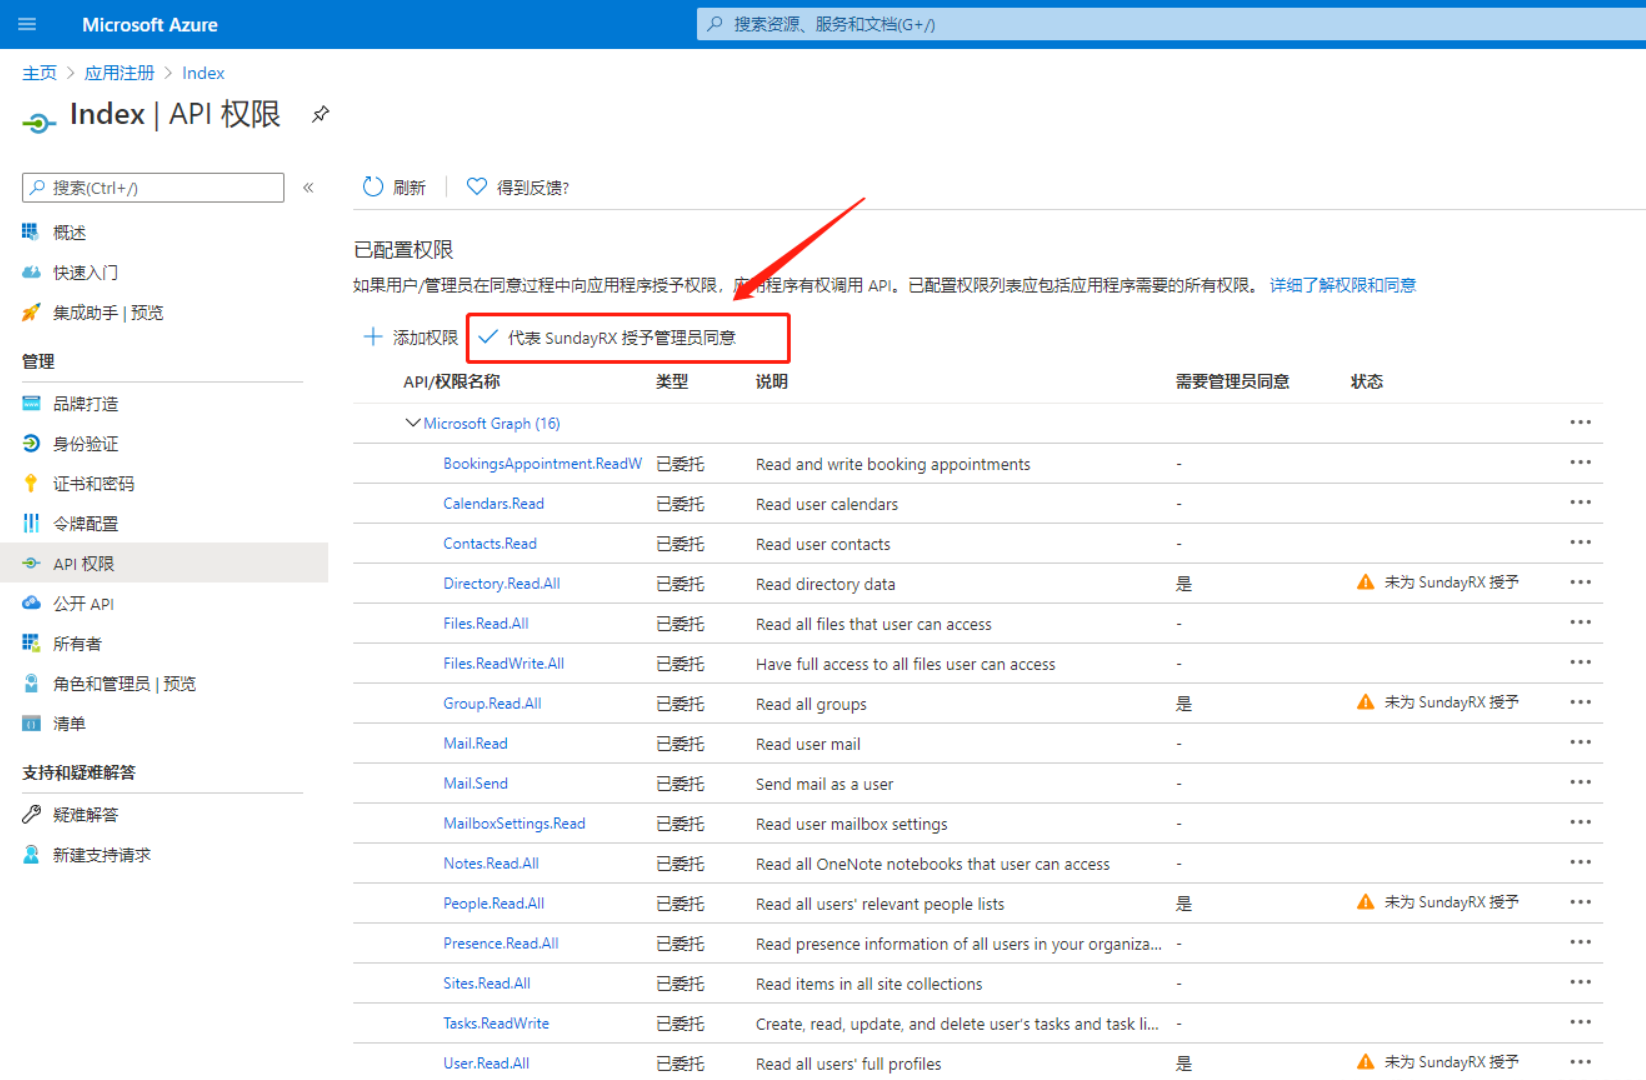 Microsoft Azure
搜索资源、服务和文档(G+/)
主页 > 应用注册 > Index
Index | API 权限
搜索(Ctrl+/)
«
刷新
得到反馈?
概述
快速入门
集成助手 | 预览
管理
品牌打造
身份验证
证书和密码
令牌配置
API 权限
公开 API
所有者
角色和管理员 | 预览
清单
支持和疑难解答
疑难解答
新建支持请求
已配置权限
如果用户/管理员在同意过程中向应用程序授予权限，应用程序有权调用 API。已配置权限列表应包括应用程序需要的所有权限。 详细了解权限和同意
添加权限 代表 SundayRX 授予管理员同意
API/权限名称 类型 说明 需要管理员同意 状态
Microsoft Graph (16) ···
BookingsAppointment.ReadW 已委托 Read and write booking appointments - ···
Calendars.Read 已委托 Read user calendars - ···
Contacts.Read 已委托 Read user contacts - ···
Directory.Read.All 已委托 Read directory data 是 未为 SundayRX 授予 ···
Files.Read.All 已委托 Read all files that user can access - ···
Files.ReadWrite.All 已委托 Have full access to all files user can access - ···
Group.Read.All 已委托 Read all groups 是 未为 SundayRX 授予 ···
Mail.Read 已委托 Read user mail - ···
Mail.Send 已委托 Send mail as a user - ···
MailboxSettings.Read 已委托 Read user mailbox settings - ···
Notes.Read.All 已委托 Read all OneNote notebooks that user can access - ···
People.Read.All 已委托 Read all users' relevant people lists 是 未为 SundayRX 授予 ···
Presence.Read.All 已委托 Read presence information of all users in your organiza... - ···
Sites.Read.All 已委托 Read items in all site collections - ···
Tasks.ReadWrite 已委托 Create, read, update, and delete user's tasks and task li... - ···
User.Read.All 已委托 Read all users' full profiles 是 未为 SundayRX 授予 ···